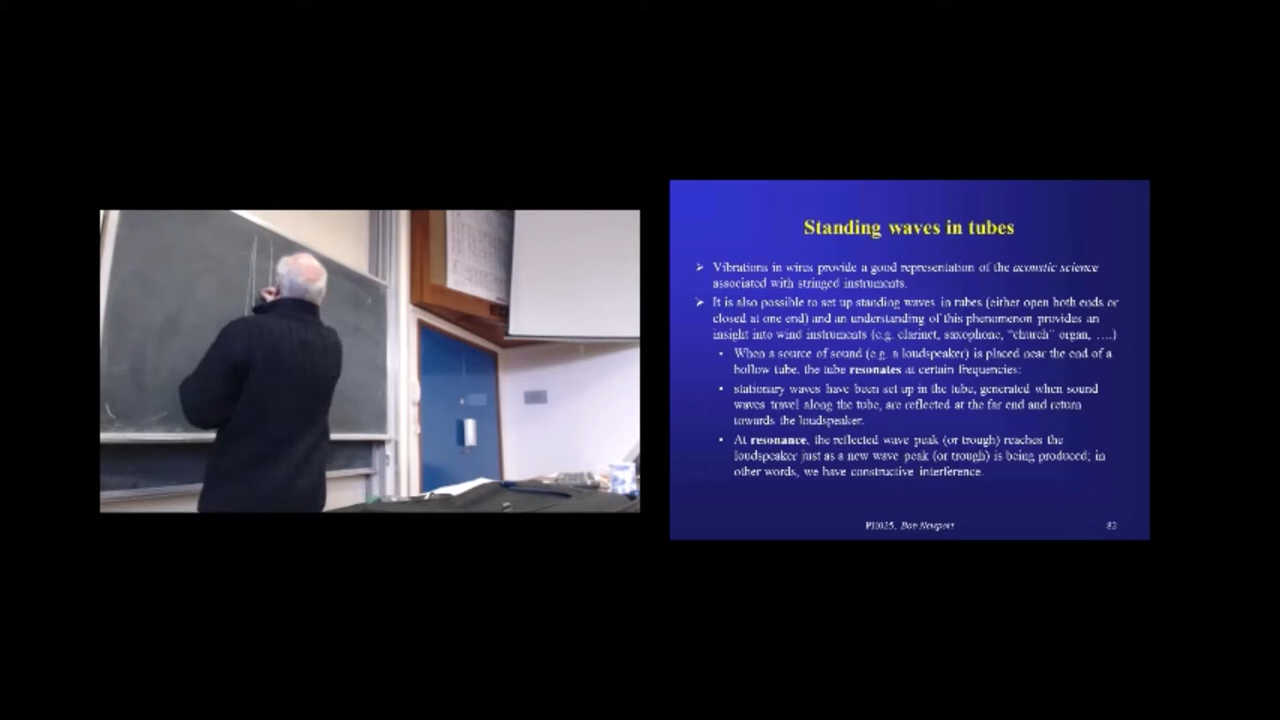 Standing waves in tubes
➢ Vibrations in wires provide a good representation of the acoustic science
associated with stringed instruments.
➢ It is also possible to set up standing waves in tubes (either open both ends or
closed at one end) and an understanding of this phenomenon provides an
insight into wind instruments (e.g. clarinet, saxophone, "church" organ, ….)
• When a source of sound (e.g. a loudspeaker) is placed near the end of a
hollow tube, the tube resonates at certain frequencies:
• stationary waves have been set up in the tube, generated when sound
waves travel along the tube, are reflected at the far end and return
towards the loudspeaker.
• At resonance, the reflected wave peak (or trough) reaches the
loudspeaker just as a new wave peak (or trough) is being produced; in
other words, we have constructive interference.
PH025, Bob Newport